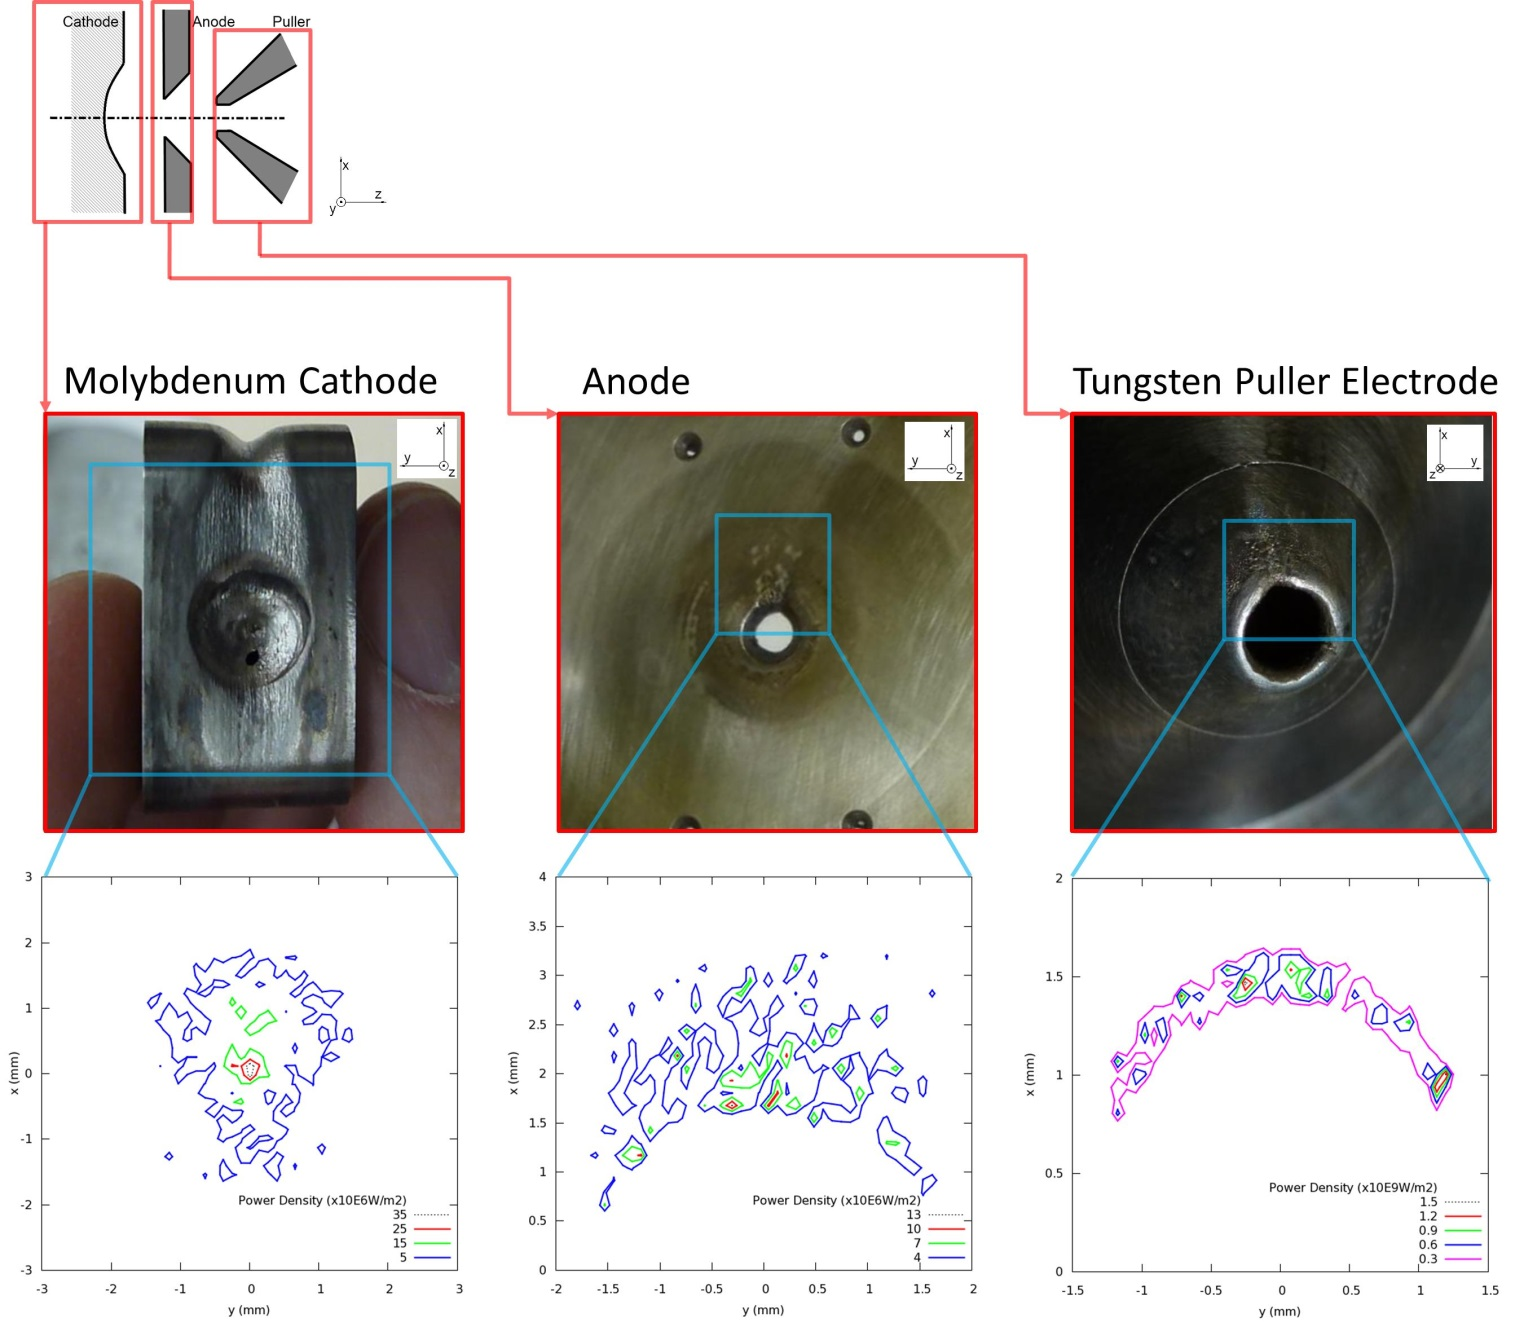 Cathode Anode Puller
x
z
y
Molybdenum Cathode Anode Tungsten Puller Electrode
x
y
z
x
y
z
x
y
z
3
2
1
0
-1
-2
-3
x (mm)
Power Density (x10E6W/m2)
35
25
15
5
-3 -2 -1 0 1 2 3
y (mm)
4
3.5
3
2.5
2
1.5
1
0.5
0
x (mm)
Power Density (x10E6W/m2)
13
10
7
4
-2 -1.5 -1 -0.5 0 0.5 1 1.5 2
y (mm)
2
1.5
1
0.5
0
x (mm)
Power Density (x10E9W/m2)
1.5
1.2
0.9
0.6
0.3
-1.5 -1 -0.5 0 0.5 1 1.5
y (mm)